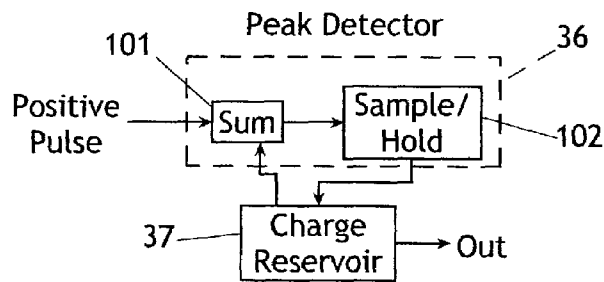 Peak Detector
101
36
Positive
Pulse
Sum
Sample/
Hold
102
37
Charge
Reservoir
Out